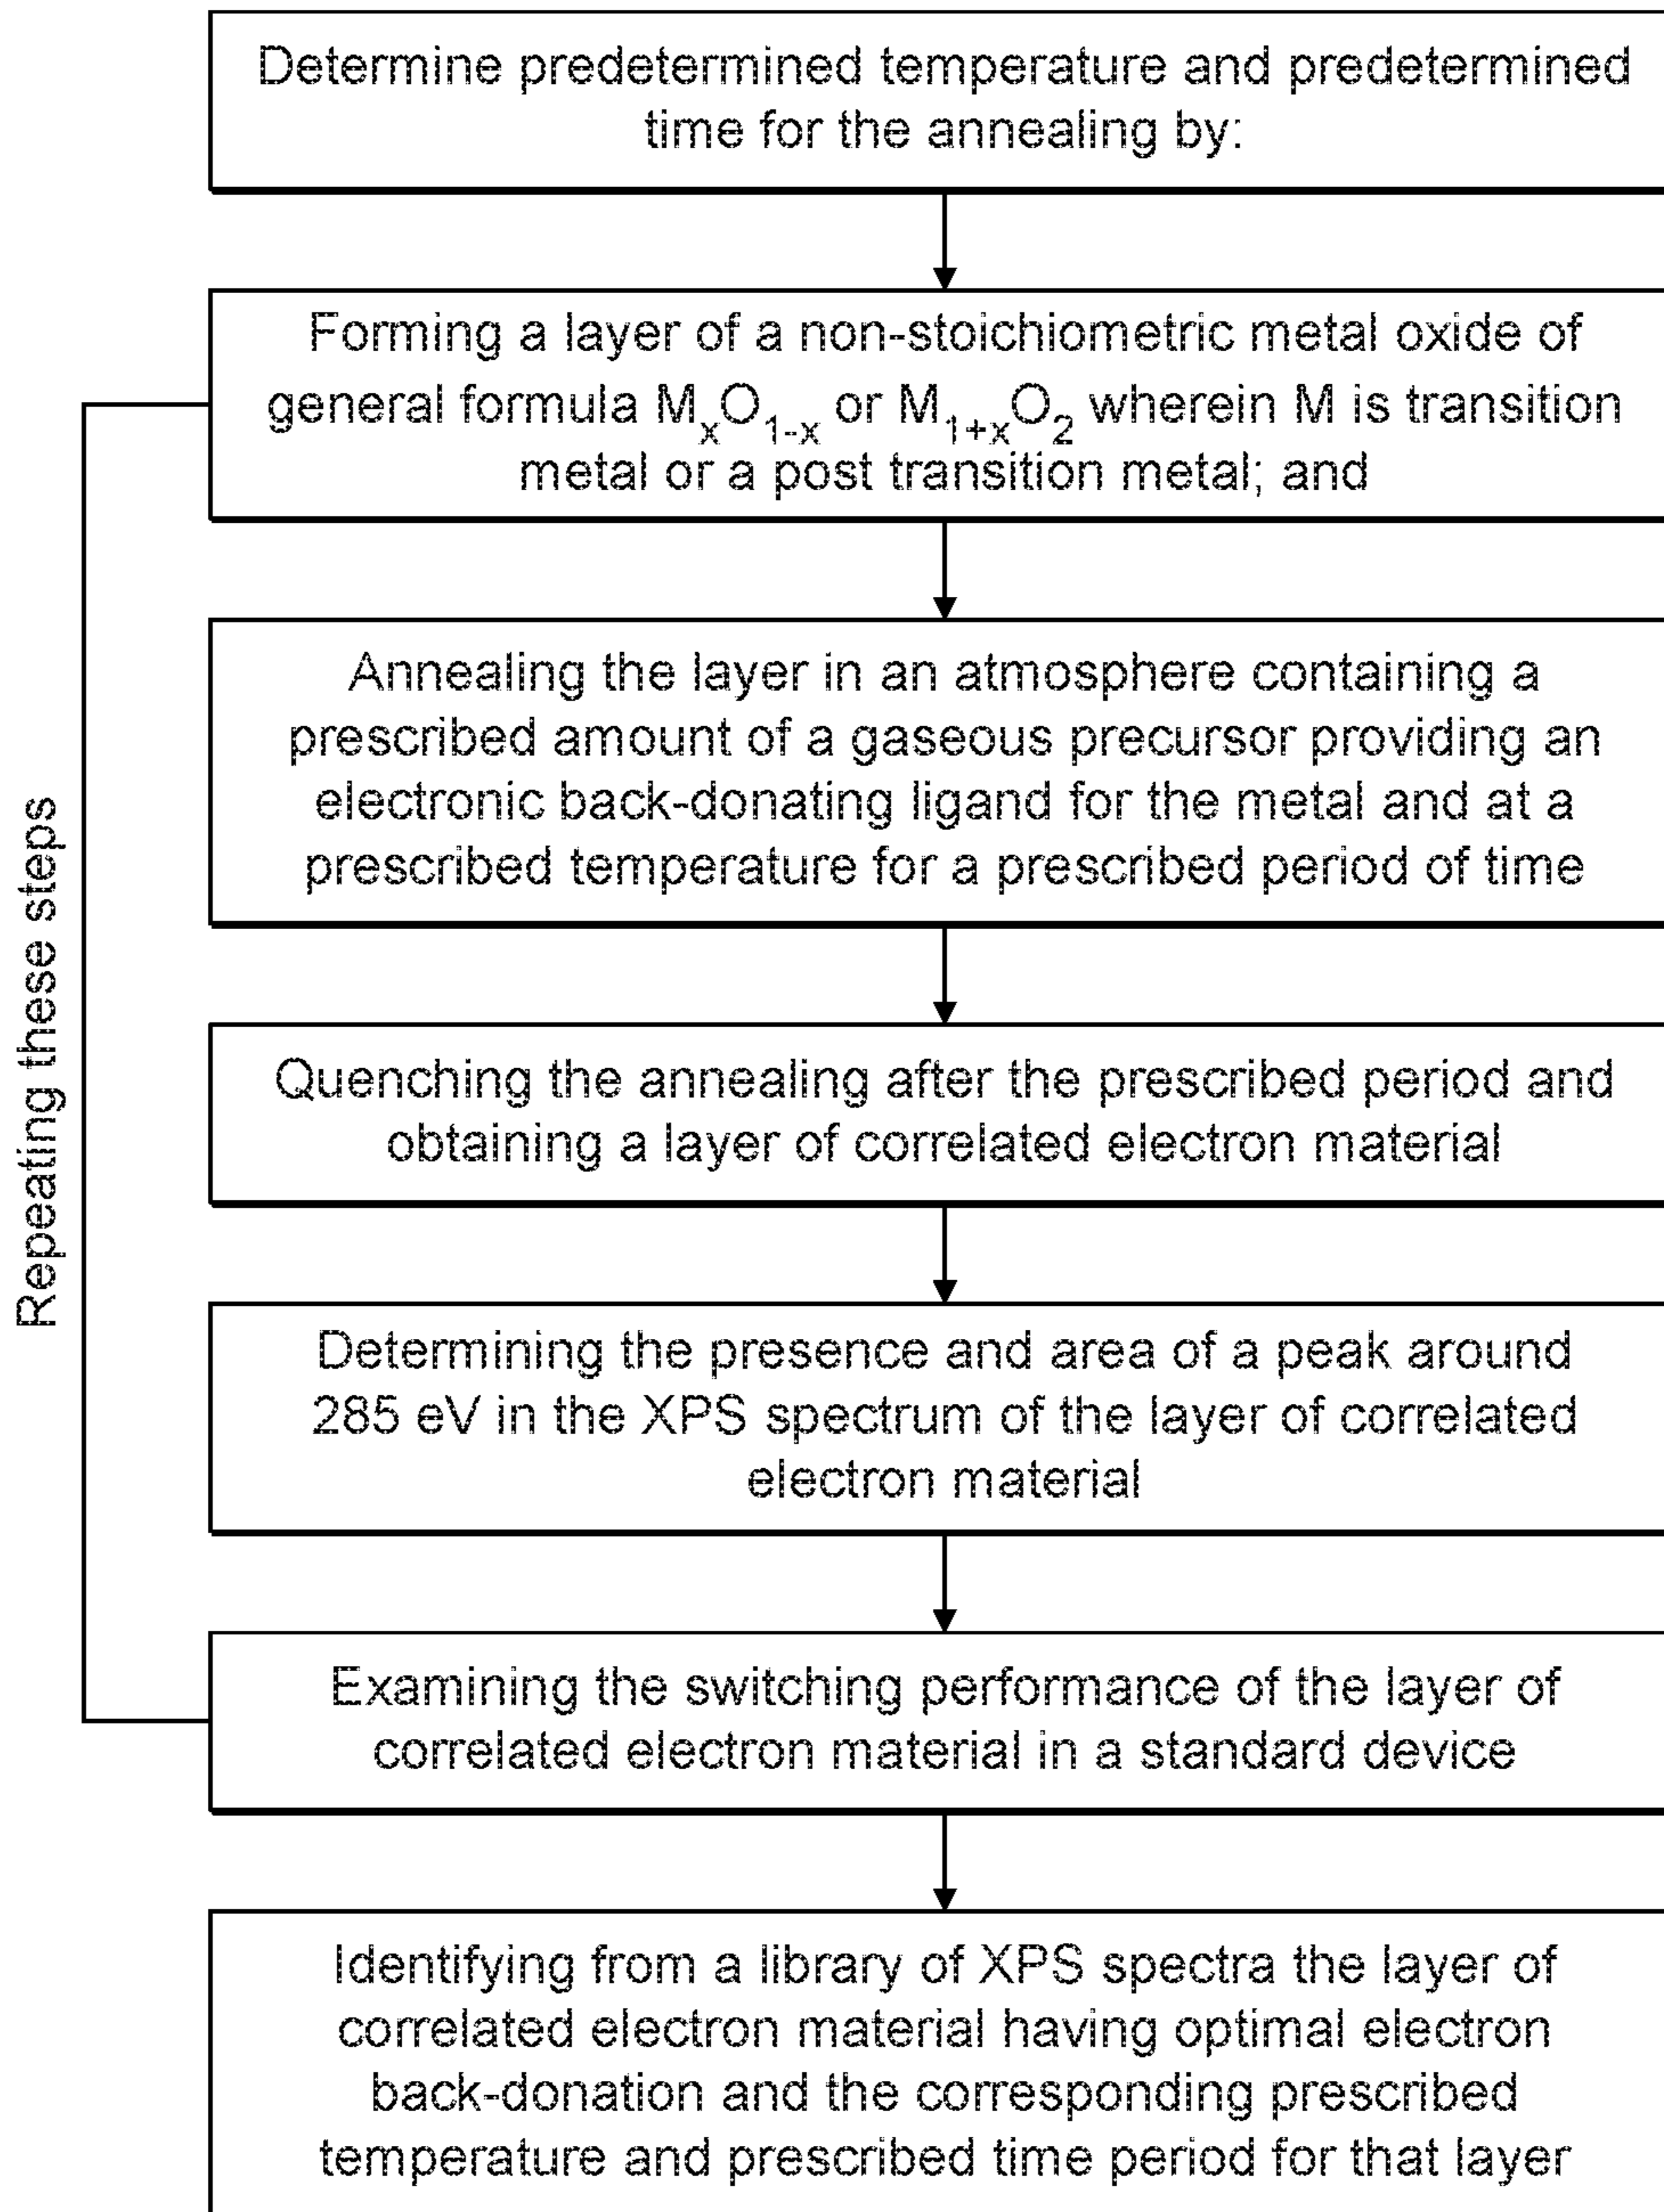 Determine predetermined temperature and predetermined
time for the annealing by:
Forming a layer of a non-stoichiometric metal oxide of
general formula MₓO₁₋ₓ or M₁₊ₓO₂ wherein M is transition
metal or a post transition metal; and
Annealing the layer in an atmosphere containing a
prescribed amount of a gaseous precursor providing an
electronic back-donating ligand for the metal and at a
prescribed temperature for a prescribed period of time
Quenching the annealing after the prescribed period and
obtaining a layer of correlated electron material
Determining the presence and area of a peak around
285 eV in the XPS spectrum of the layer of correlated
electron material
Examining the switching performance of the layer of
correlated electron material in a standard device
Identifying from a library of XPS spectra the layer of
correlated electron material having optimal electron
back-donation and the corresponding prescribed
temperature and prescribed time period for that layer
Repeating these steps